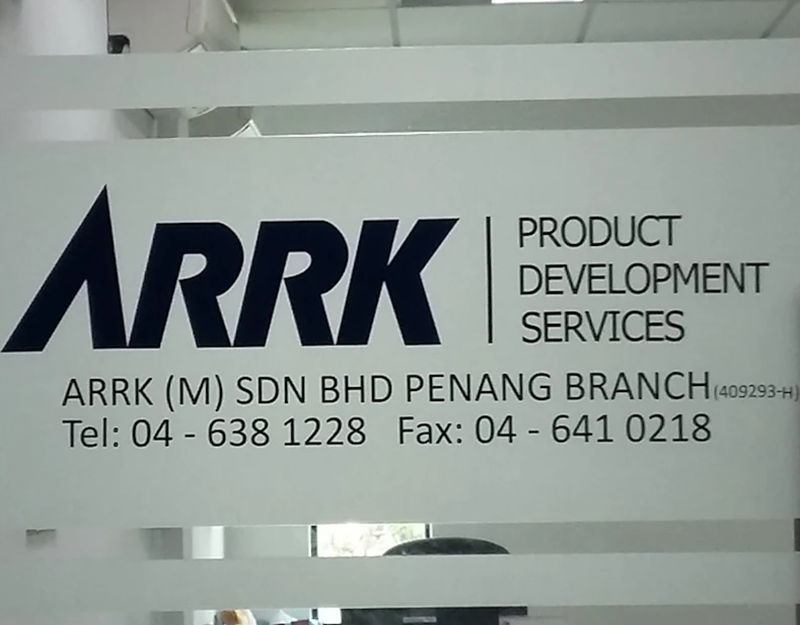 ARRK
PRODUCT
DEVELOPMENT
SERVICES
ARRK (M) SDN BHD PENANG BRANCH (409293-H)
Tel: 04 - 638 1228 Fax: 04 - 641 0218